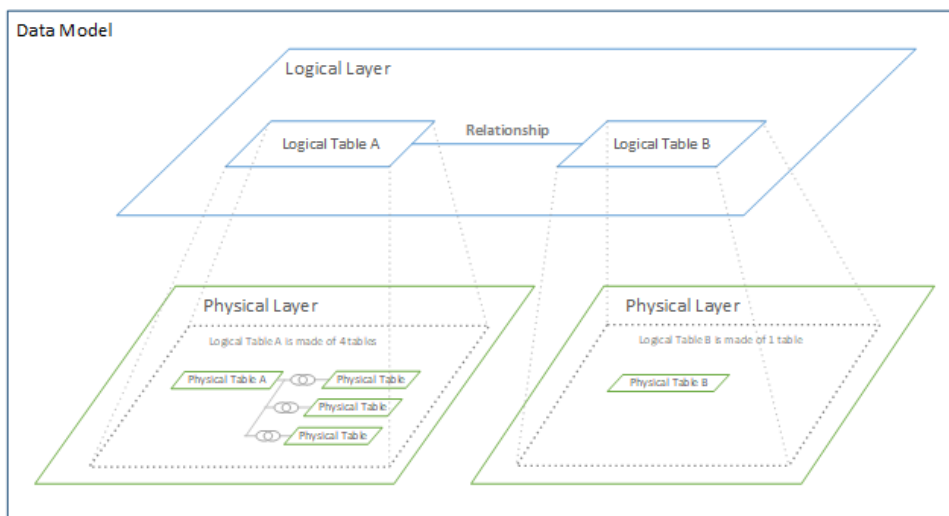 Data Model
Logical Layer
Logical Table A
Relationship
Logical Table B
Physical Layer
Logical Table A is made of 4 tables
Physical Table A
Physical Table
Physical Table
Physical Table
Physical Layer
Logical Table B is made of 1 table
Physical Table B